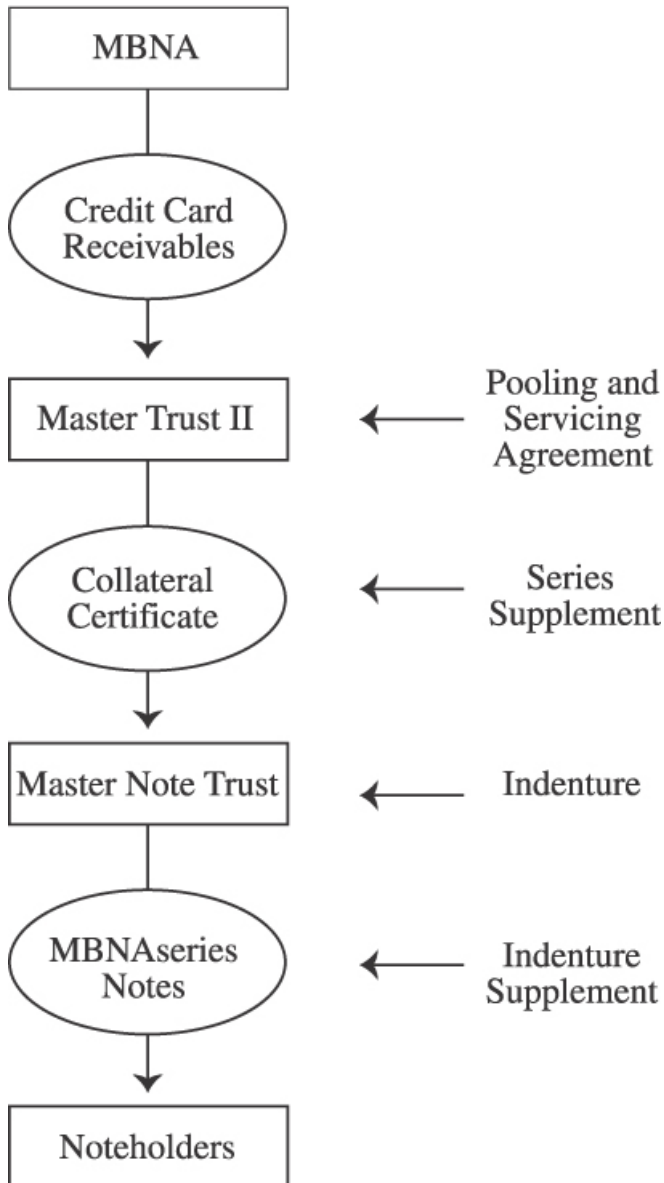 MBNA
Credit Card
Receivables
Master Trust II
Pooling and
Servicing
Agreement
Collateral
Certificate
Series
Supplement
Master Note Trust
Indenture
MBNAseries
Notes
Indenture
Supplement
Noteholders